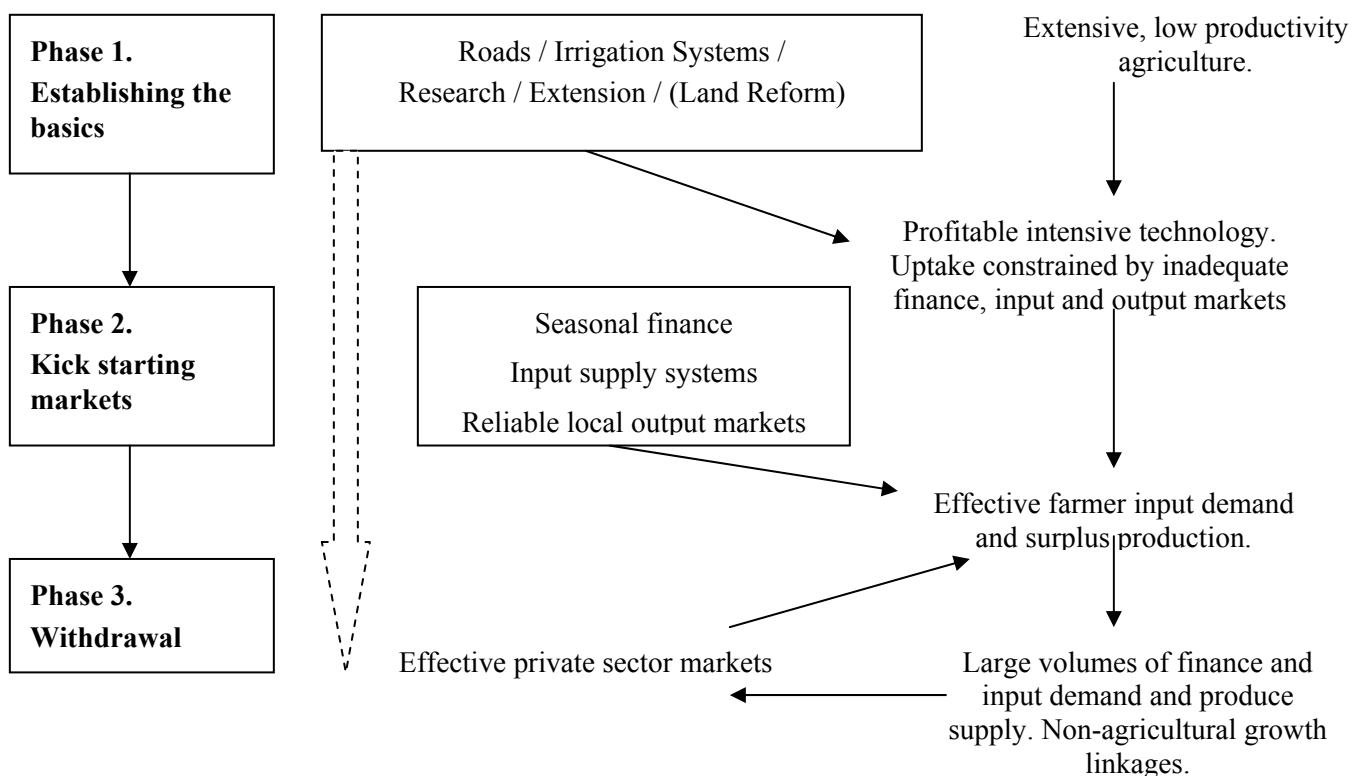 Phase 1.
Establishing the
basics
Roads / Irrigation Systems /
Research / Extension / (Land Reform)
Extensive, low productivity
agriculture.
Profitable intensive technology.
Uptake constrained by inadequate
finance, input and output markets
Phase 2.
Kick starting
markets
Seasonal finance
Input supply systems
Reliable local output markets
Effective farmer input demand
and surplus production.
Phase 3.
Withdrawal
Effective private sector markets
Large volumes of finance and
input demand and produce
supply. Non-agricultural growth
linkages.